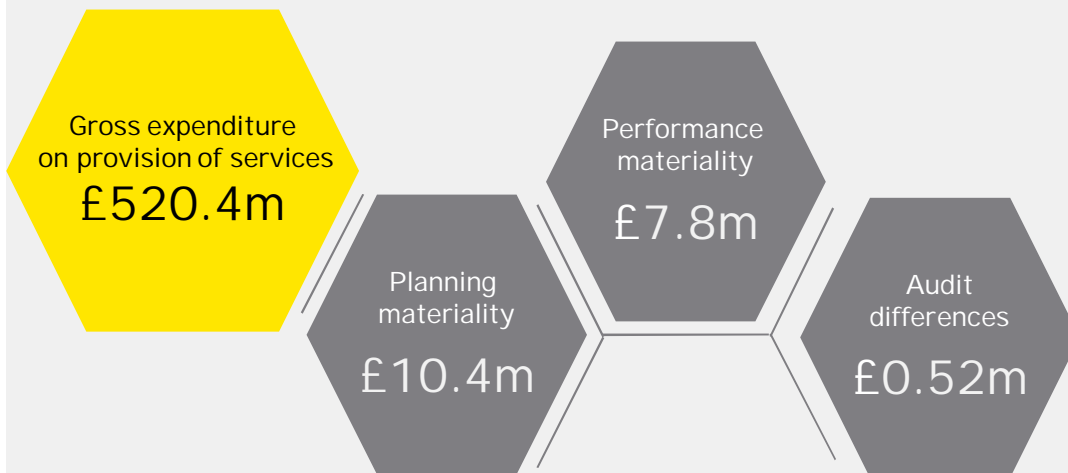 Gross expenditure
on provision of services
£520.4m
Planning
materiality
£10.4m
Performance
materiality
£7.8m
Audit
differences
£0.52m